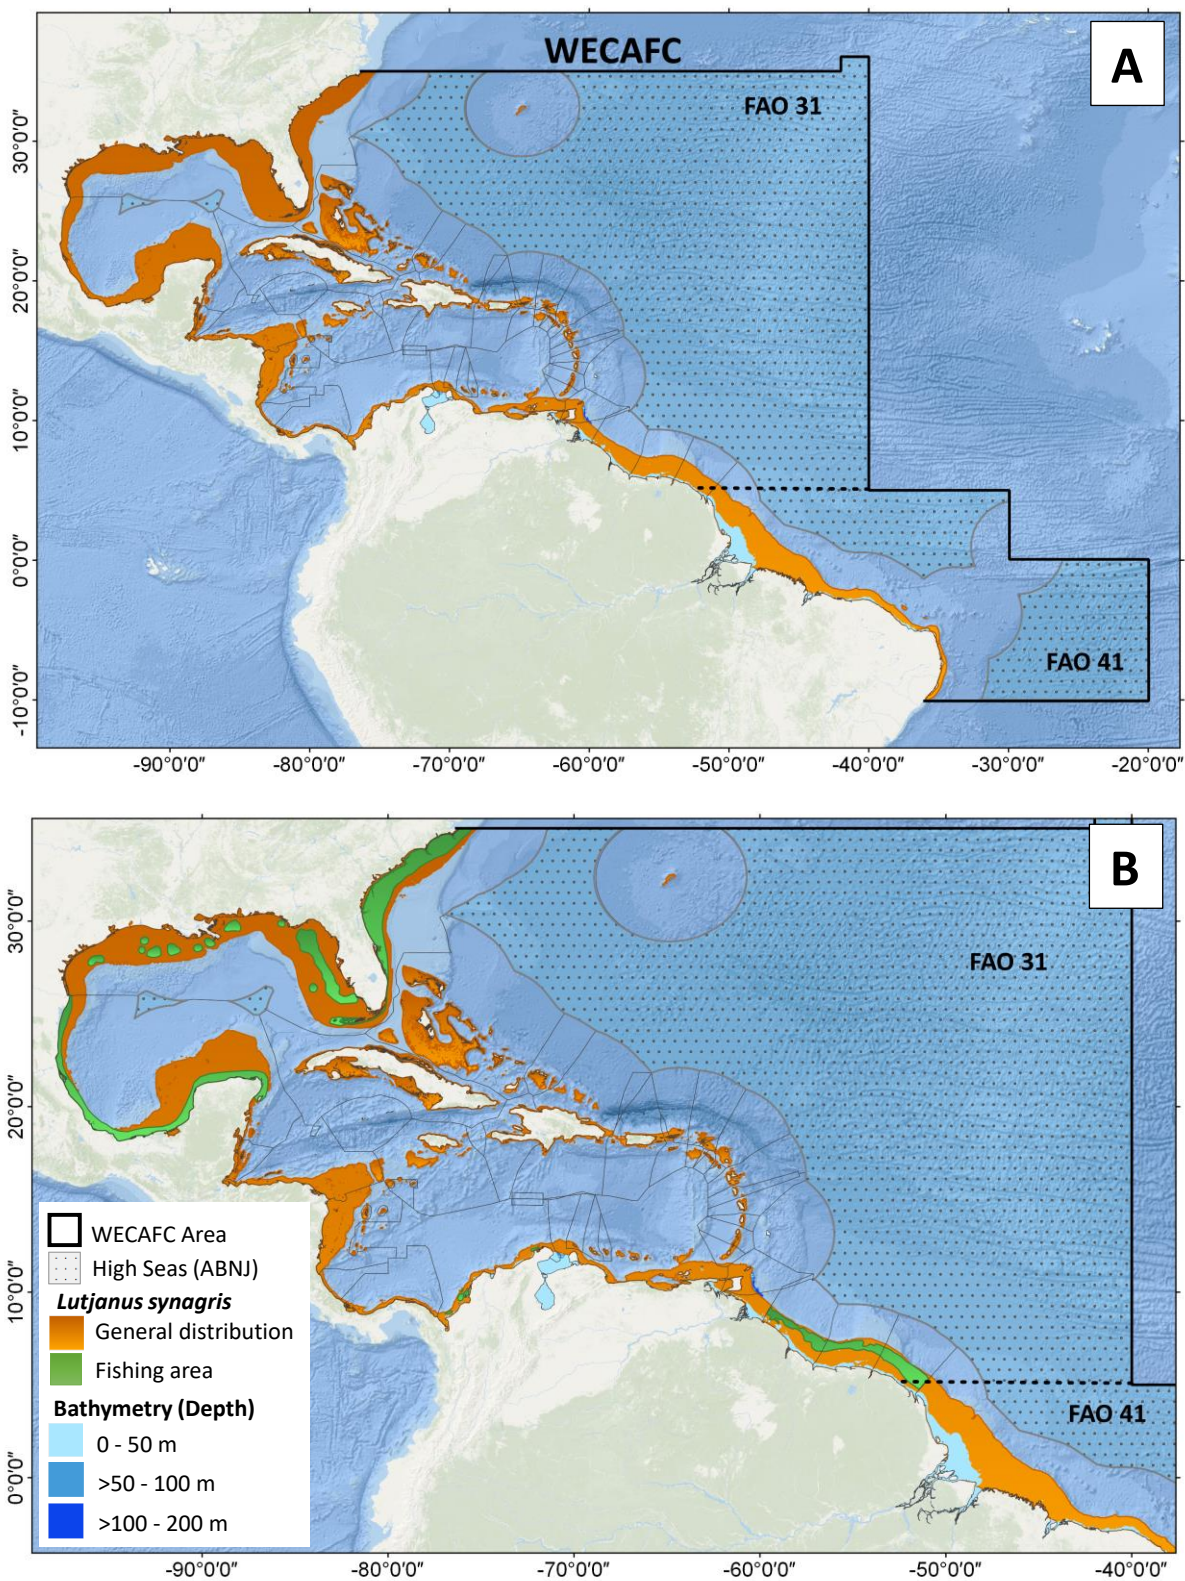 WECAFC
A
FAO 31
FAO 41
30°0'0"
20°0'0"
10°0'0"
0°0'0"
-10°0'0"
-90°0'0"
-80°0'0"
-70°0'0"
-60°0'0"
-50°0'0"
-40°0'0"
-30°0'0"
-20°0'0"
B
FAO 31
FAO 41
30°0'0"
20°0'0"
10°0'0"
0°0'0"
WECAFC Area
High Seas (ABNJ)
Lutjanus synagris
General distribution
Fishing area
Bathymetry (Depth)
0 - 50 m
>50 - 100 m
>100 - 200 m
-90°0'0"
-80°0'0"
-70°0'0"
-60°0'0"
-50°0'0"
-40°0'0"